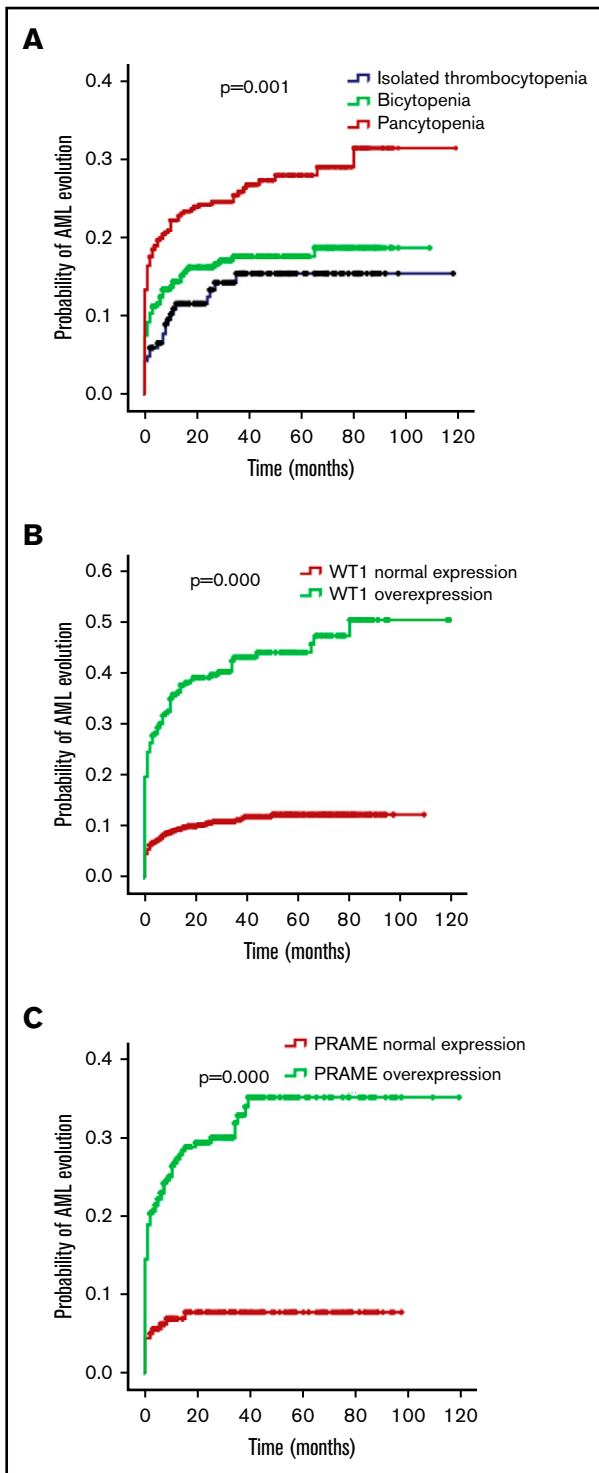 A
p=0.001
Isolated thrombocytopenia
Bicytopenia
Pancytopenia
Probability of AML evolution
0.4
0.3
0.2
0.1
0.0
0 20 40 60 80 100 120
Time (months)
B
p=0.000
WT1 normal expression
WT1 overexpression
Probability of AML evolution
0.6
0.5
0.4
0.3
0.2
0.1
0.0
0 20 40 60 80 100 120
Time (months)
C
PRAME normal expression
p=0.000
PRAME overexpression
Probability of AML evolution
0.4
0.3
0.2
0.1
0.0
0 20 40 60 80 100 120
Time (months)